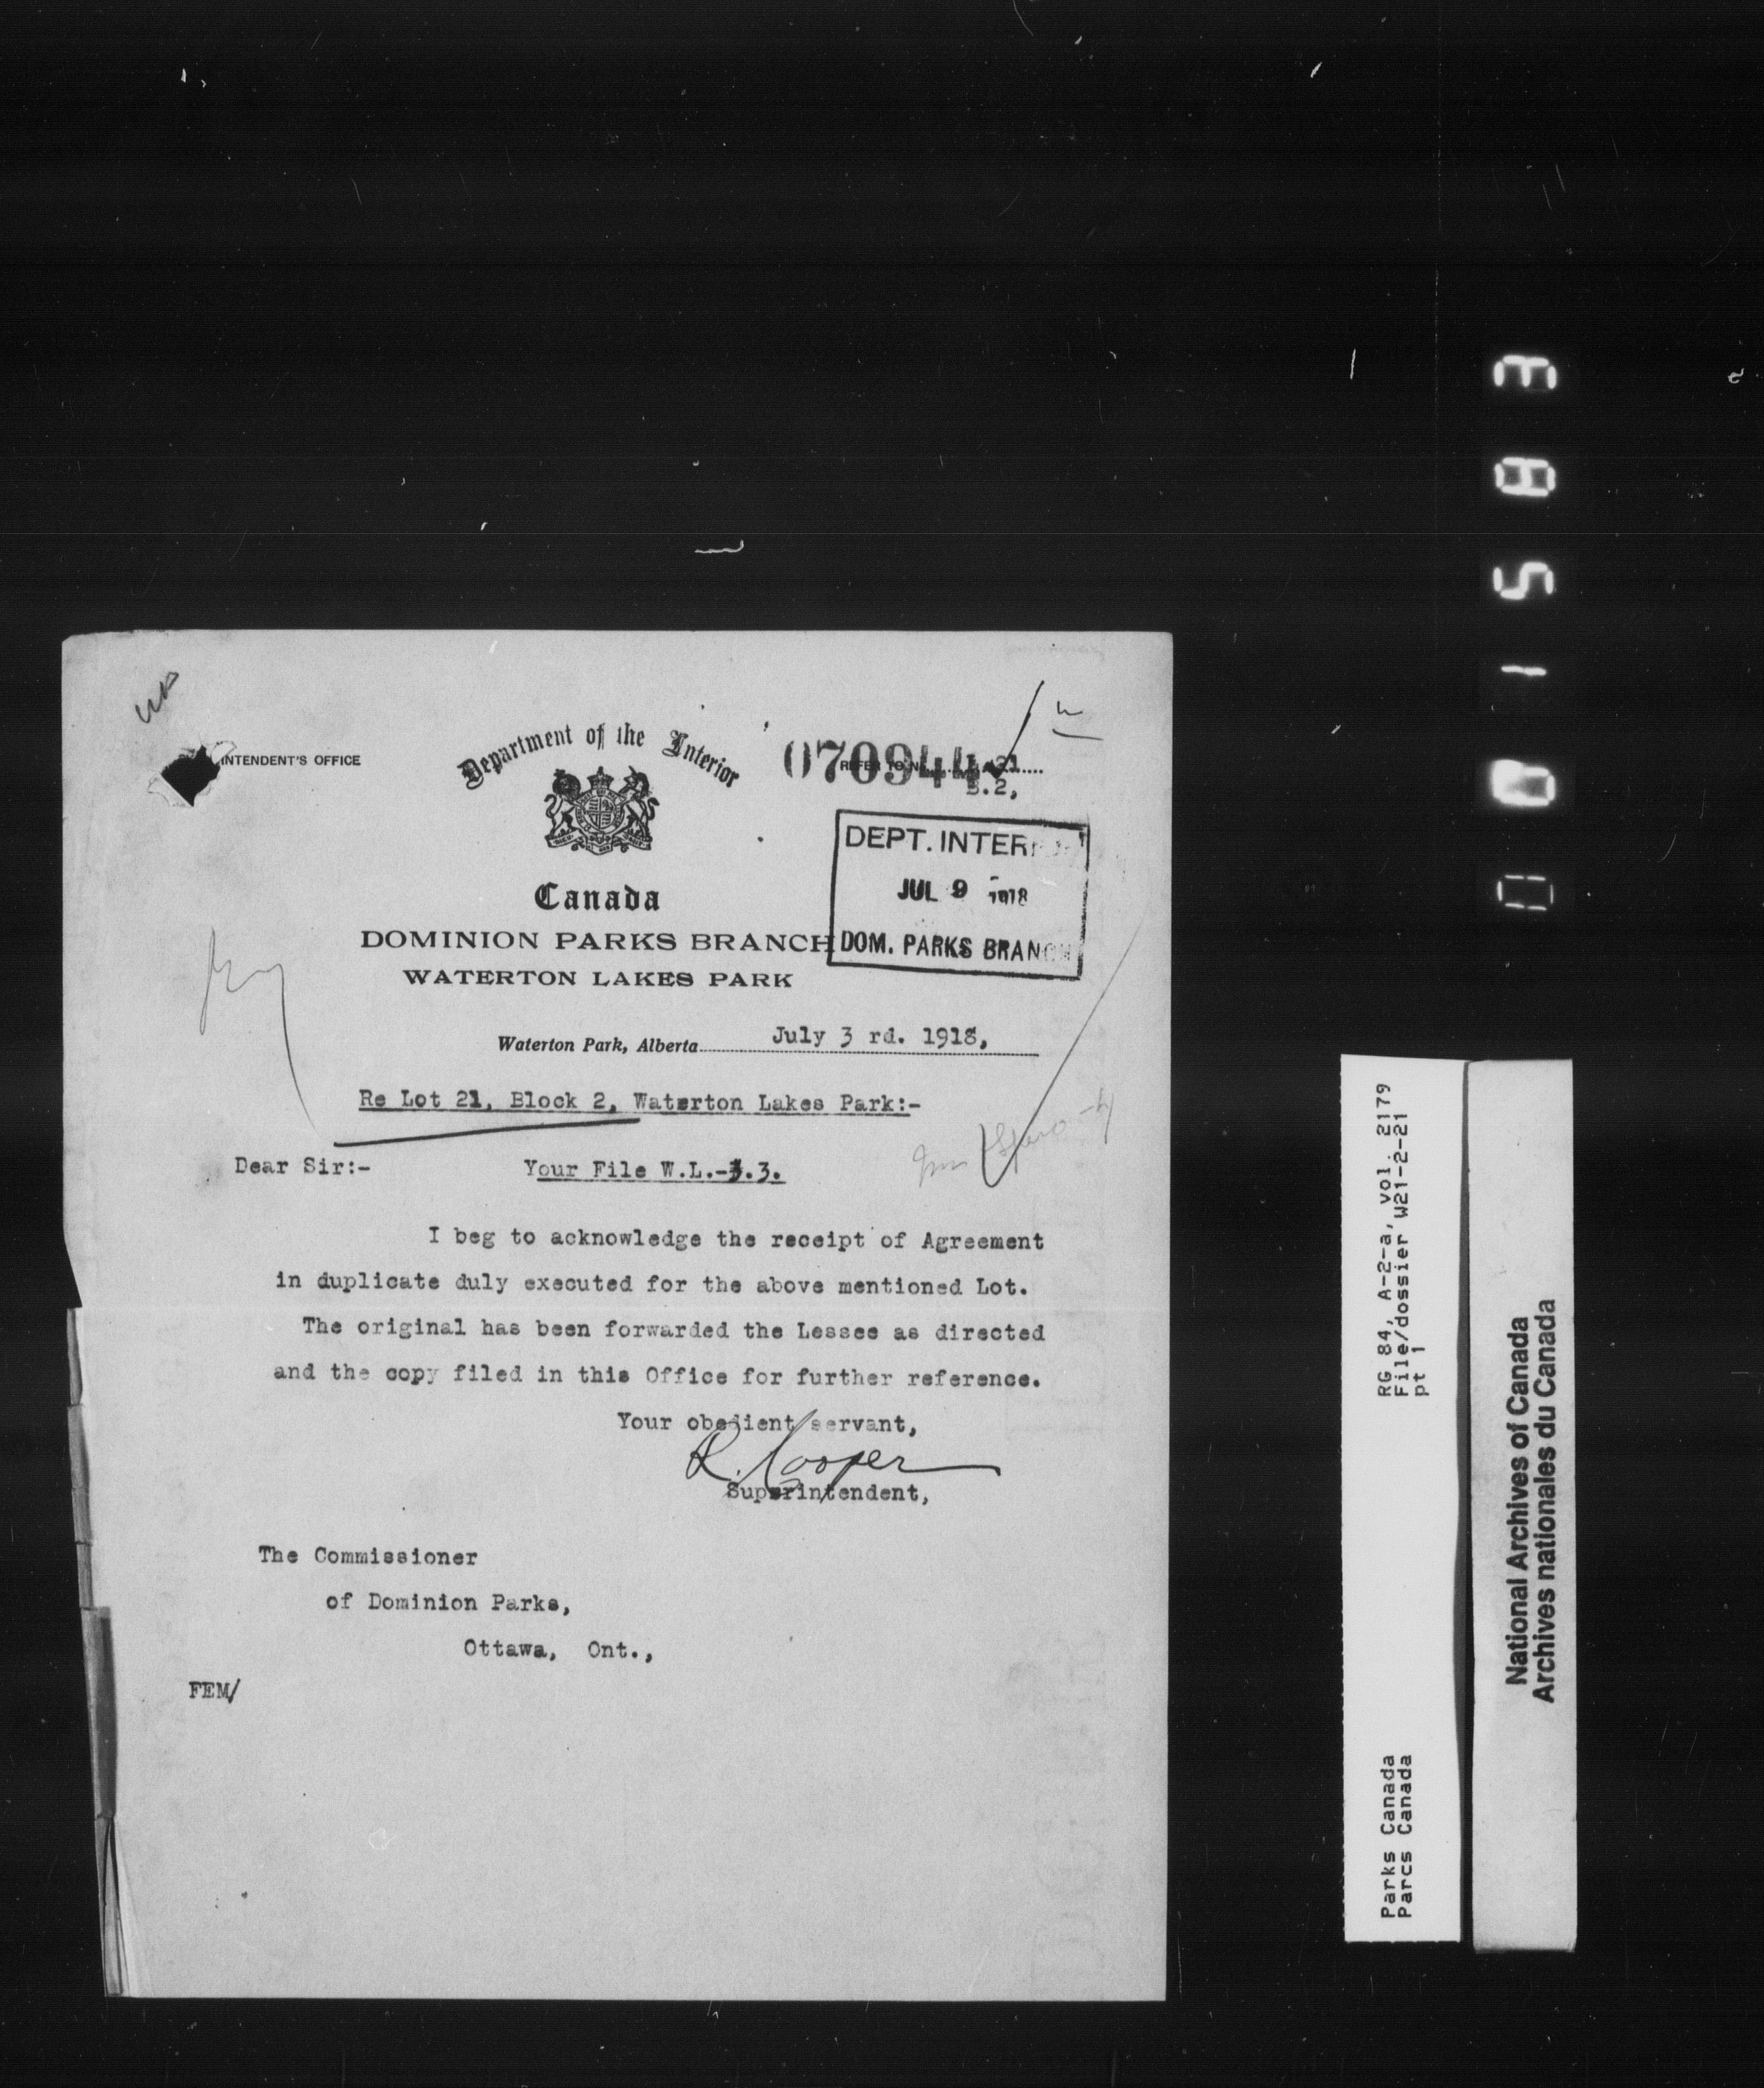 INTENDENT'S OFFICE
Department of the Interior
070944
REFER TO No. L.21
B.2,
DEPT. INTERIOR
JUL 9 1918
DOM. PARKS BRANCH
Canada
DOMINION PARKS BRANCH
WATERTON LAKES PARK
Waterton Park, Alberta July 3 rd. 1918,
Re Lot 21, Block 2, Waterton Lakes Park:-
Dear Sir:- Your File W.L.-3.3.
I beg to acknowledge the receipt of Agreement
in duplicate duly executed for the above mentioned Lot.
The original has been forwarded the Lessee as directed
and the copy filed in this Office for further reference.
Your obedient servant,
R. Cooper
Superintendent,
The Commissioner
of Dominion Parks,
Ottawa, Ont.,
FEM/
RG 84, A-2-a, vol. 2179
File/dossier W21-2-21
pt 1
Parks Canada
Parcs Canada
National Archives of Canada
Archives nationales du Canada